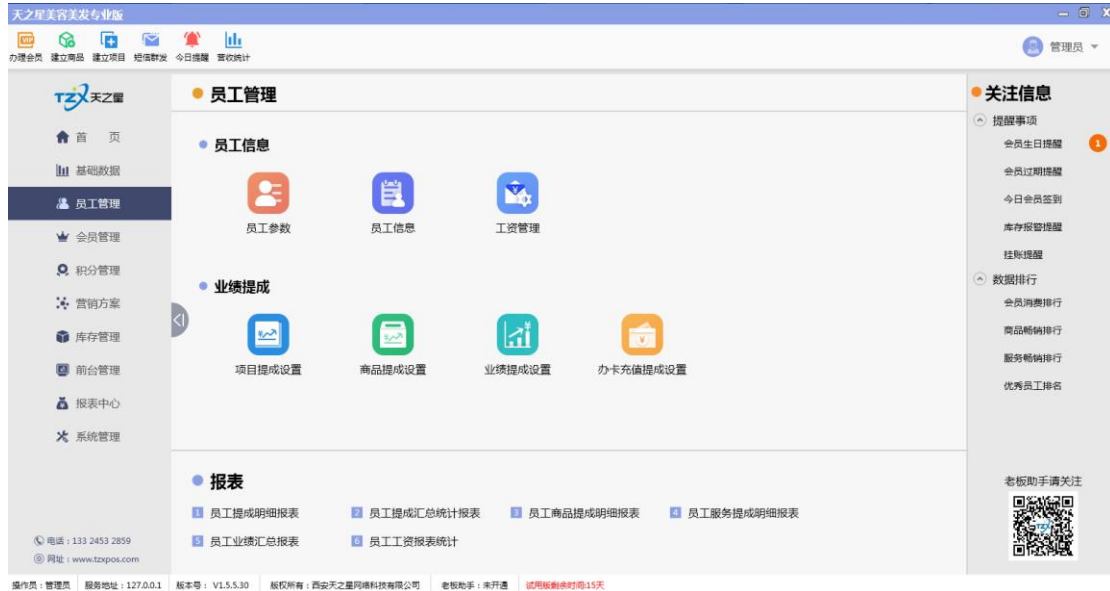 天之星美容美发专业版
VIP
办理会员 建立商品 建立项目 短信群发 今日提醒 营收统计
管理员
TZX天之星
首 页
基础数据
员工管理
会员管理
积分管理
营销方案
库存管理
前台管理
报表中心
系统管理
电话：133 2453 2859
网址：www.tzxpos.com
员工管理
员工信息
员工参数 员工信息 工资管理
业绩提成
项目提成设置 商品提成设置 业绩提成设置 办卡充值提成设置
报表
1 员工提成明细报表 2 员工提成汇总统计报表 3 员工商品提成明细报表 4 员工服务提成明细报表
5 员工业绩汇总报表 6 员工工资报表统计
关注信息
提醒事项
会员生日提醒 1
会员过期提醒
今日会员签到
库存报警提醒
挂账提醒
数据排行
会员消费排行
商品畅销排行
服务畅销排行
优秀员工排名
老板助手请关注
TZX
操作员：管理员 服务地址：127.0.0.1 版本号： V1.5.5.30 版权所有：西安天之星网络科技有限公司 老板助手：未开通 试用版剩余时间:15天